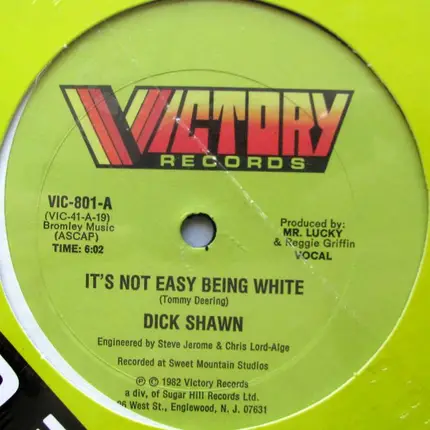 VICTORY
RECORDS
VIC-801-A
(VIC-41-A-19)
Bromley Music
(ASCAP)
TIME: 6:02
Produced by:
MR. LUCKY
& Reggie Griffin
VOCAL
IT'S NOT EASY BEING WHITE
(Tommy Deering)
DICK SHAWN
Engineered by Steve Jerome & Chris Lord-Alge
Recorded at Sweet Mountain Studios
℗ © 1982 Victory Records
a div, of Sugar Hill Records Ltd.
West St., Englewood, N. J. 07631